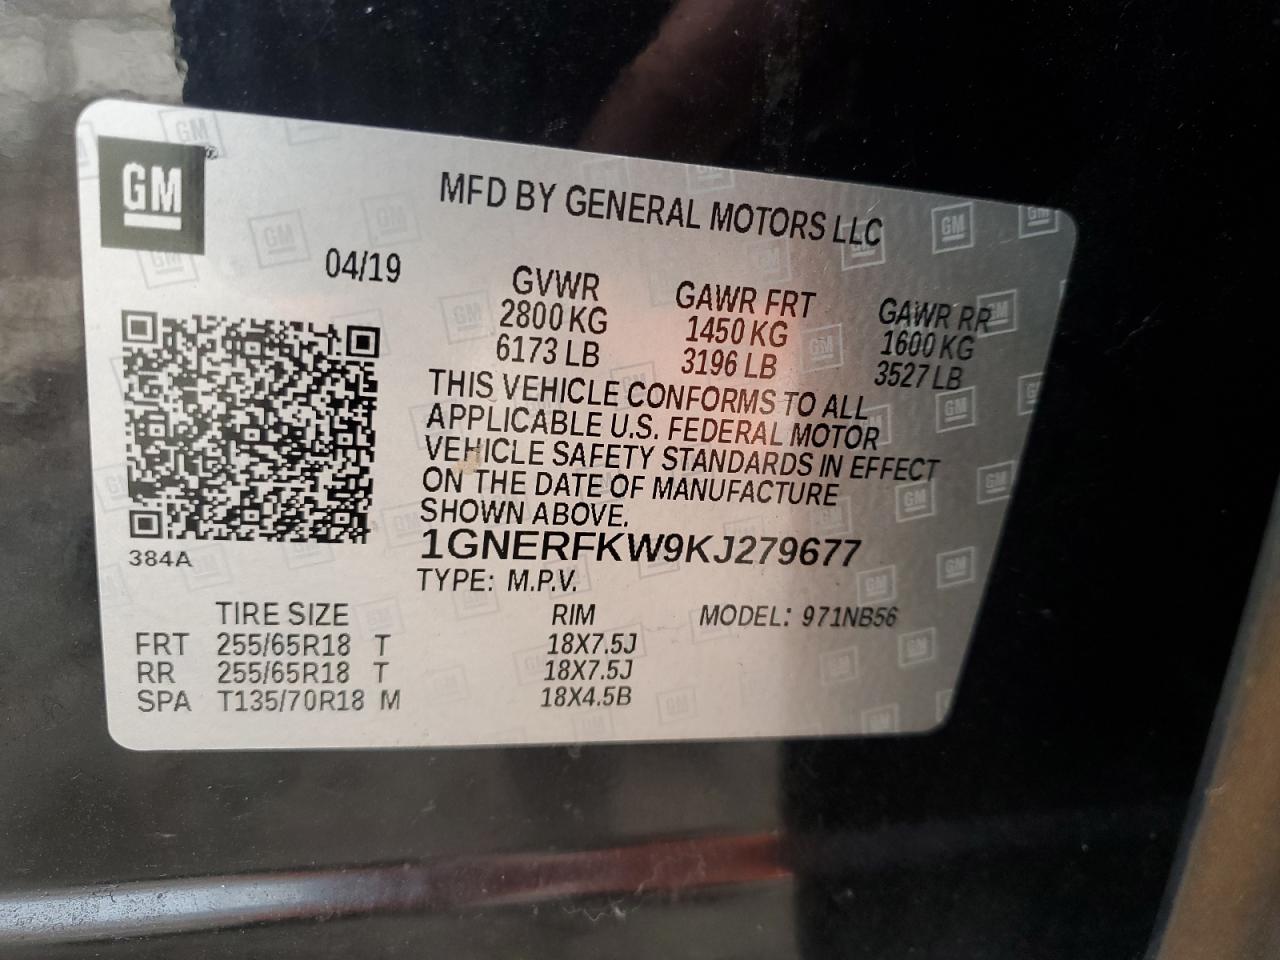 GM
MFD BY GENERAL MOTORS LLC
04/19
GVWR GAWR FRT GAWR RR
2800 KG 1450 KG 1600 KG
6173 LB 3196 LB 3527 LB
THIS VEHICLE CONFORMS TO ALL
APPLICABLE U.S. FEDERAL MOTOR
VEHICLE SAFETY STANDARDS IN EFFECT
ON THE DATE OF MANUFACTURE
SHOWN ABOVE.
1GNERFKW9KJ279677
384A
TYPE: M.P.V.
TIRE SIZE RIM MODEL: 971NB56
FRT 255/65R18 T 18X7.5J
RR 255/65R18 T 18X7.5J
SPA T135/70R18 M 18X4.5B